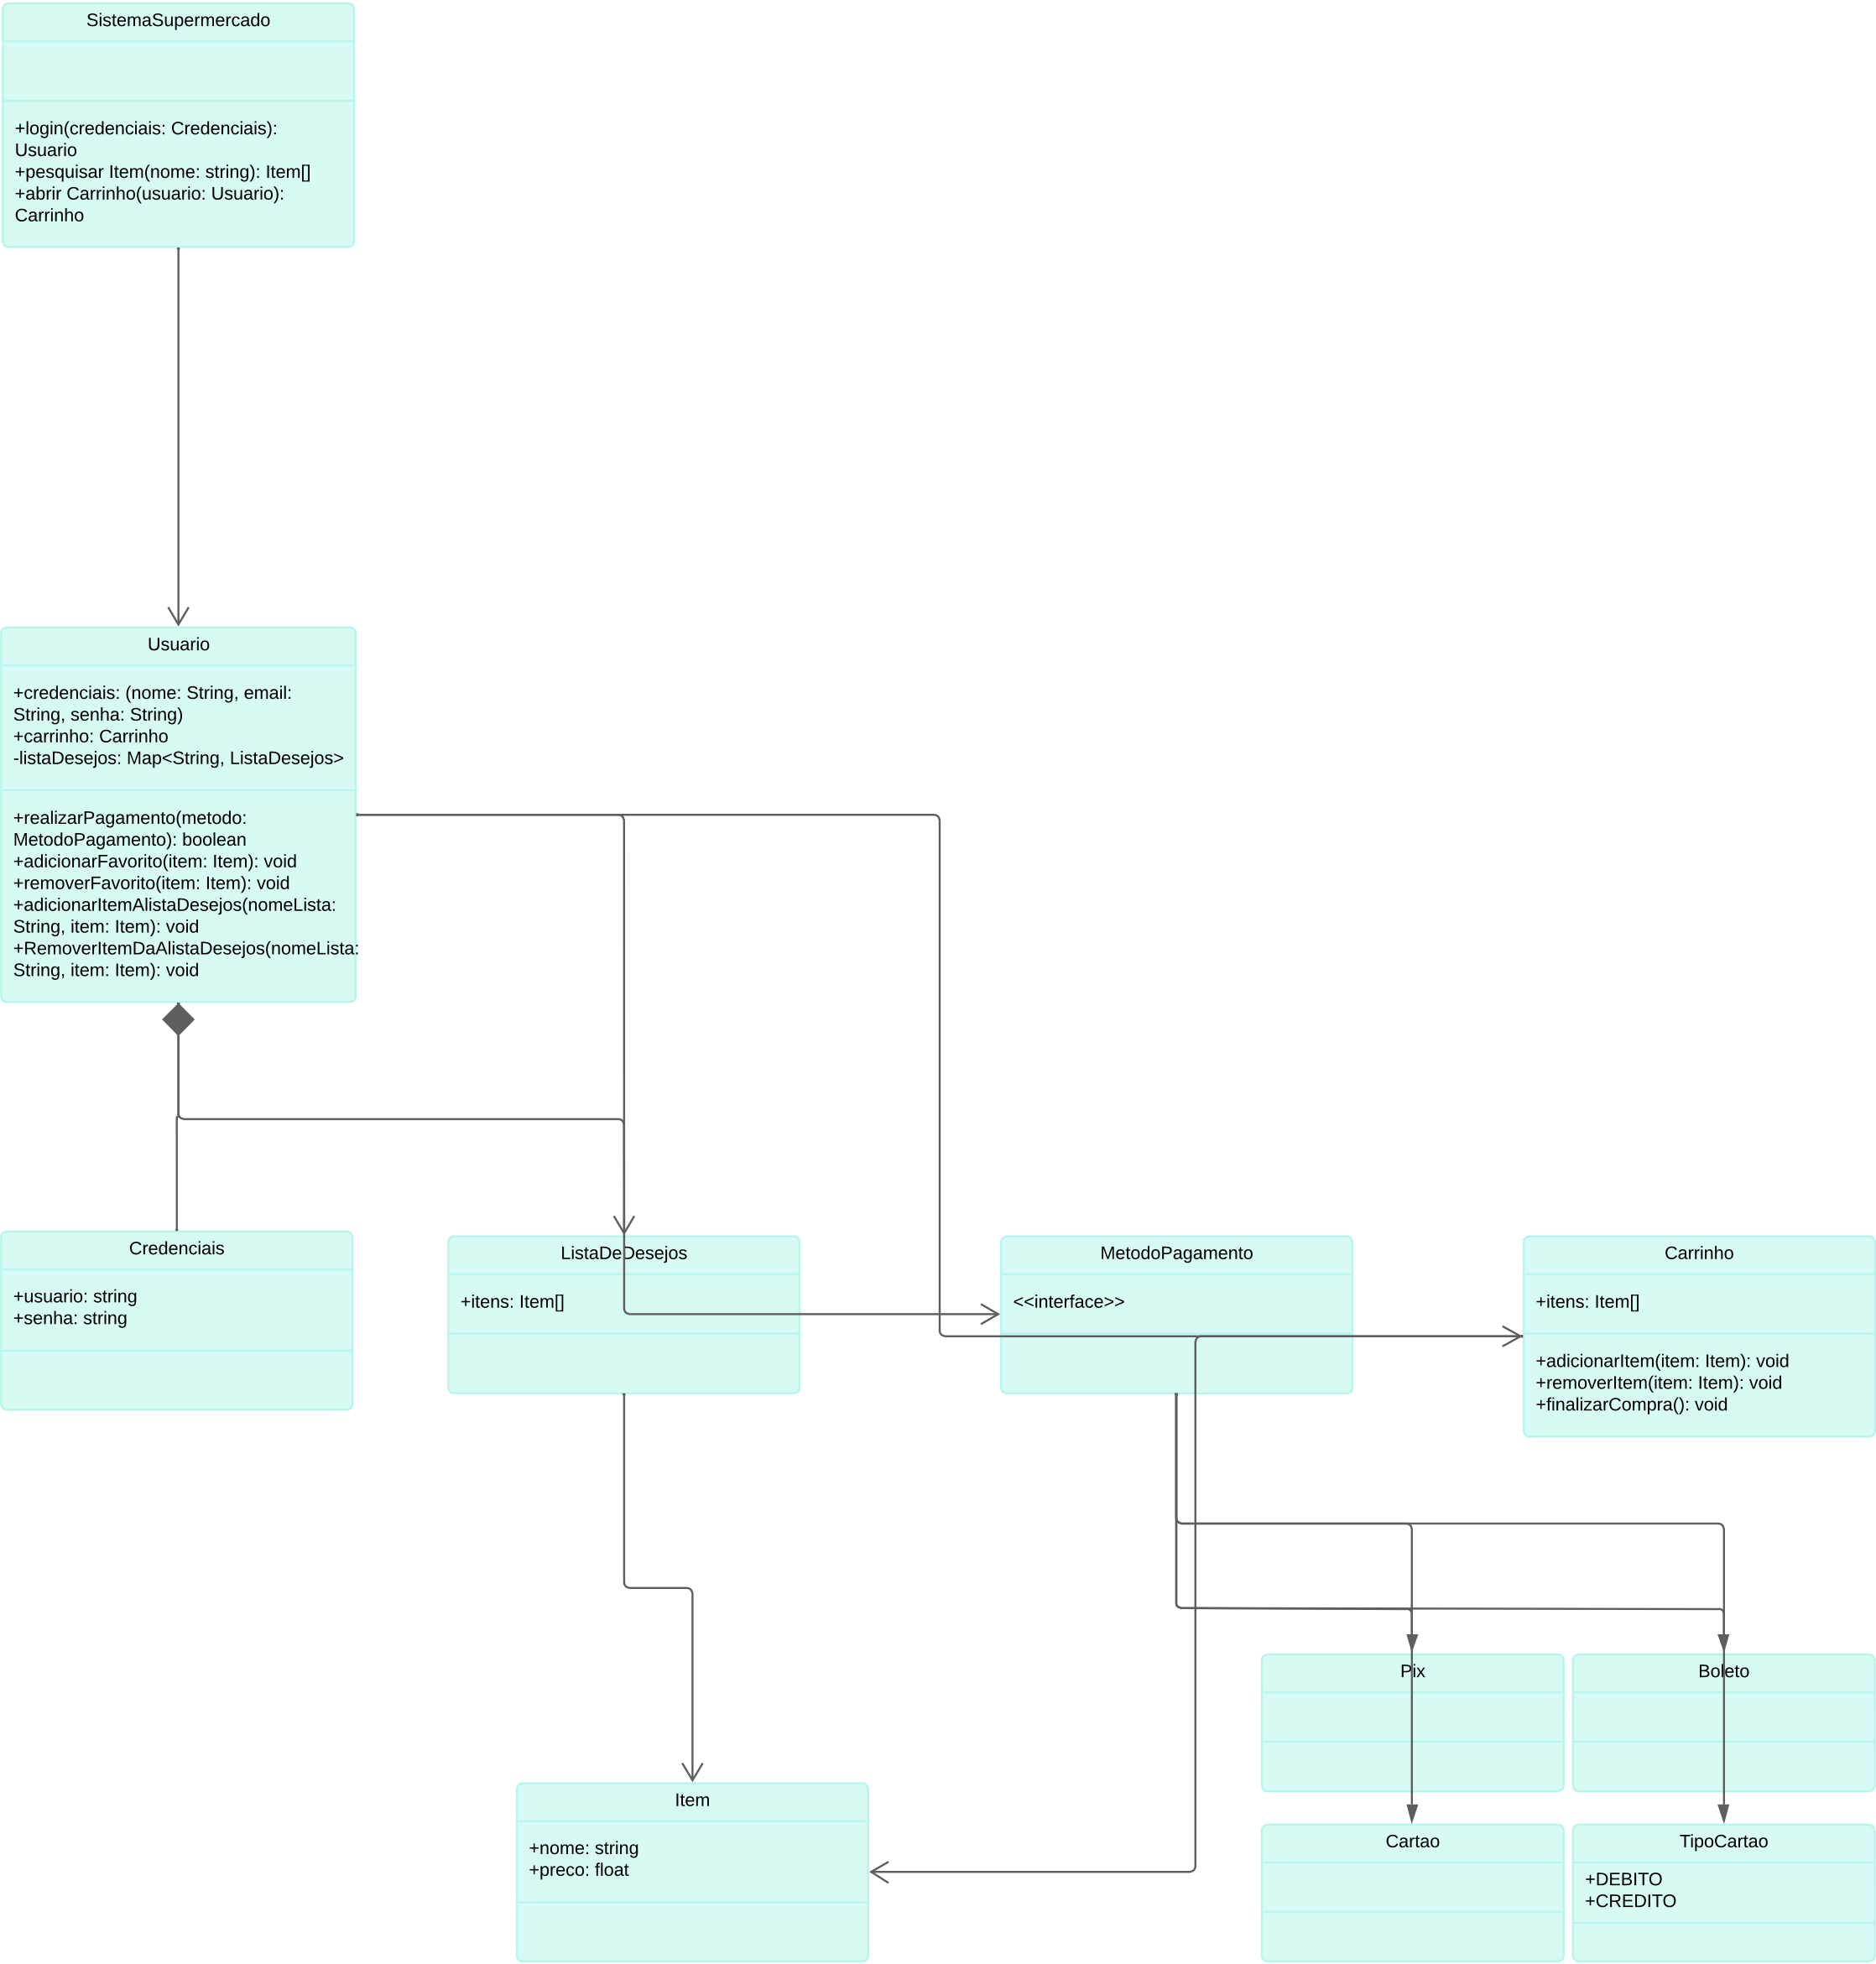 SistemaSupermercado
+login(credenciais: Credenciais):
Usuario
+pesquisar Item(nome: string): Item[]
+abrir Carrinho(usuario: Usuario):
Carrinho
Usuario
+credenciais: (nome: String, email:
String, senha: String)
+carrinho: Carrinho
-listaDesejos: Map<String, ListaDesejos>
+realizarPagamento(metodo:
MetodoPagamento): boolean
+adicionarFavorito(item: Item): void
+removerFavorito(item: Item): void
+adicionarItemAlistaDesejos(nomeLista:
String, item: Item): void
+RemoverItemDaAlistaDesejos(nomeLista:
String, item: Item): void
Credenciais
+usuario: string
+senha: string
ListaDeDesejos
+itens: Item[]
MetodoPagamento
<<interface>>
Carrinho
+itens: Item[]
+adicionarItem(item: Item): void
+removerItem(item: Item): void
+finalizarCompra(): void
Pix
Boleto
Item
+nome: string
+preco: float
Cartao
TipoCartao
+DEBITO
+CREDITO